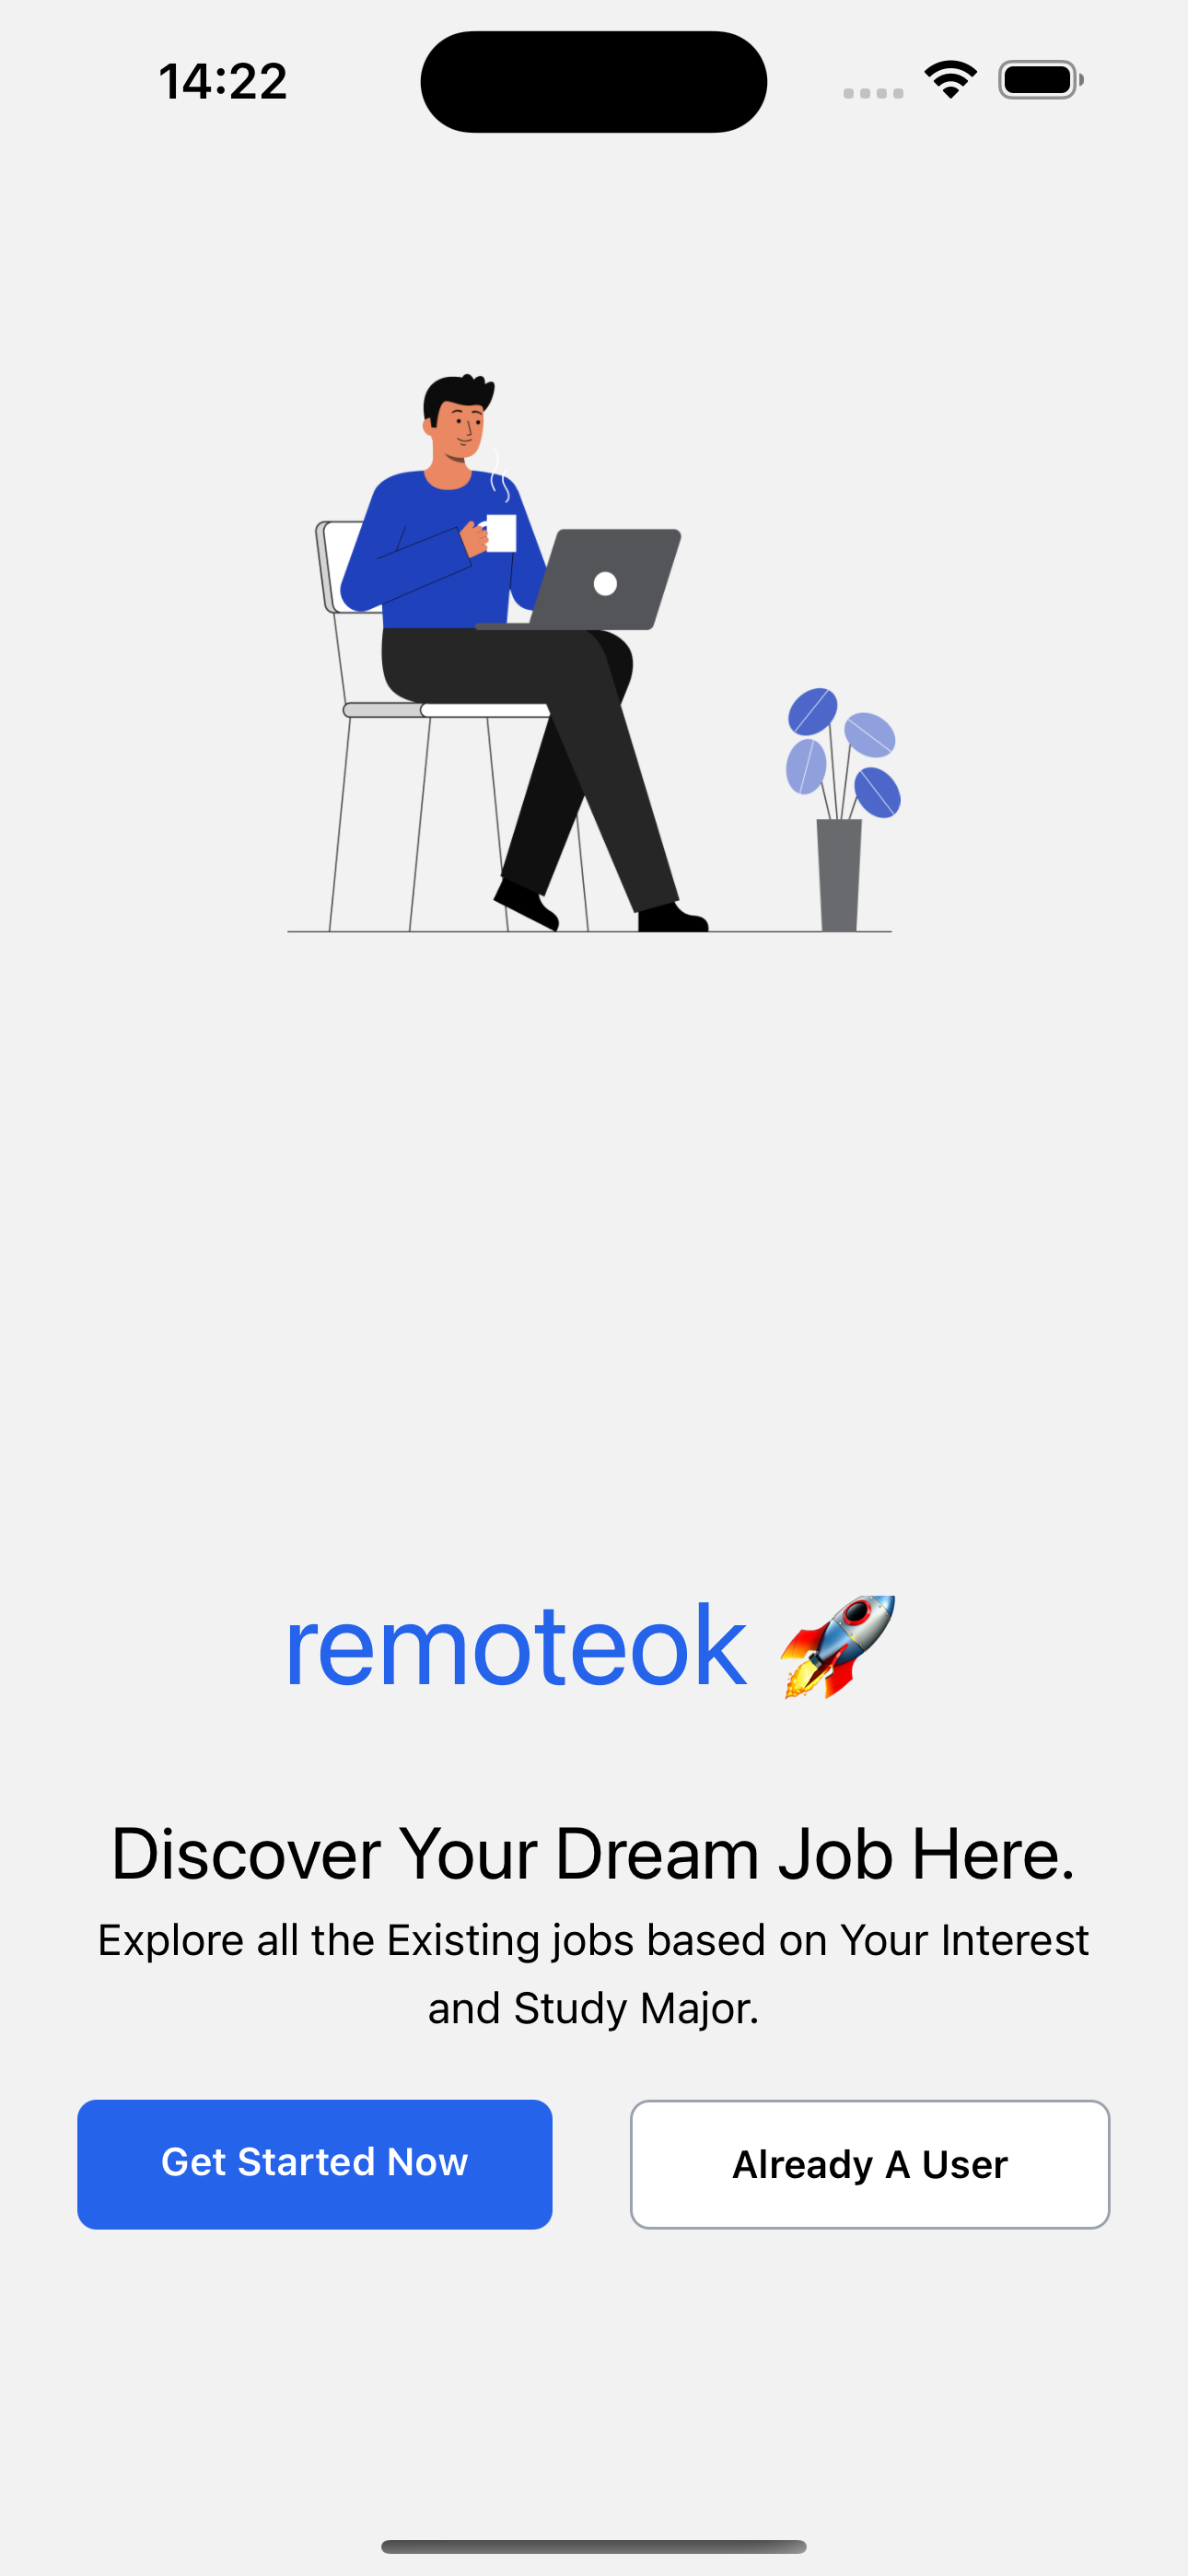 14:22
remoteok 🚀
Discover Your Dream Job Here.
Explore all the Existing jobs based on Your Interest
and Study Major.
Get Started Now
Already A User